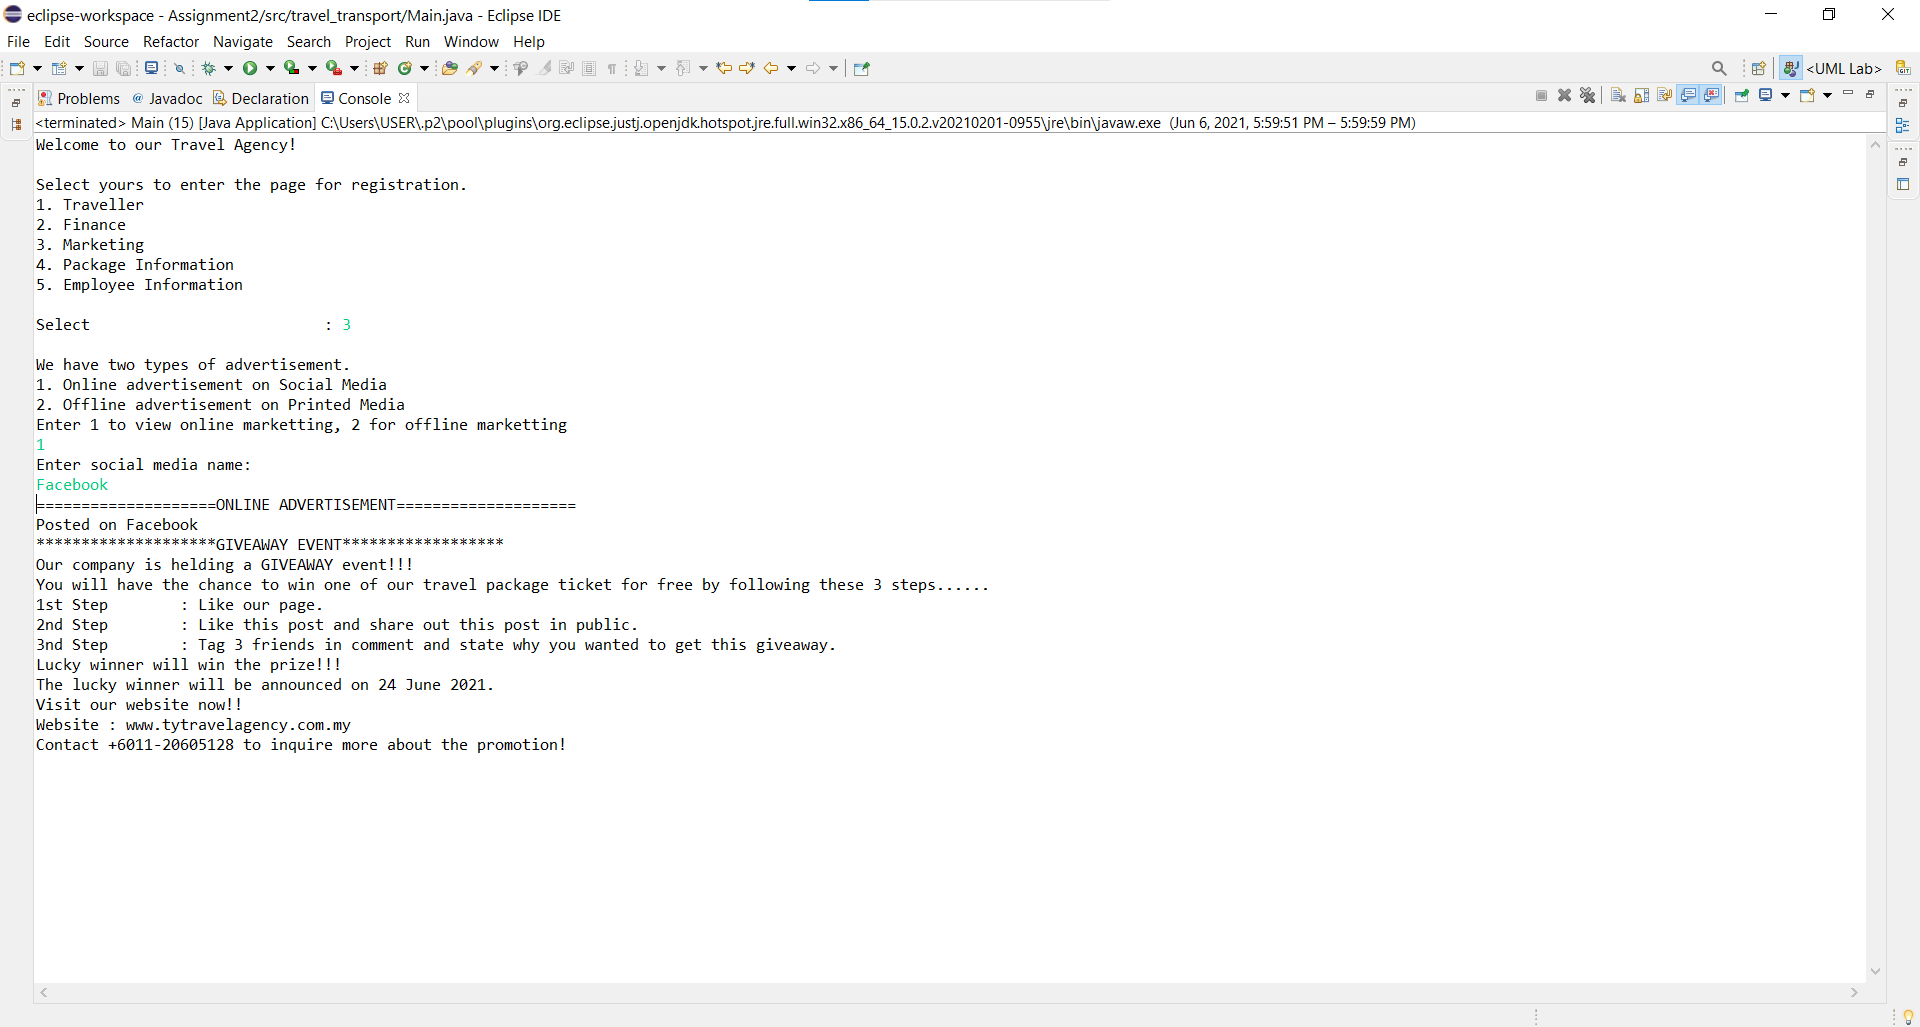 eclipse-workspace - Assignment2/src/travel_transport/Main.java - Eclipse IDE
File Edit Source Refactor Navigate Search Project Run Window Help
<UML Lab>
Problems @ Javadoc Declaration Console
<terminated> Main (15) [Java Application] C:\Users\USER\.p2\pool\plugins\org.eclipse.justj.openjdk.hotspot.jre.full.win32.x86_64_15.0.2.v20210201-0955\jre\bin\javaw.exe (Jun 6, 2021, 5:59:51 PM – 5:59:59 PM)
Welcome to our Travel Agency!
Select yours to enter the page for registration.
1. Traveller
2. Finance
3. Marketing
4. Package Information
5. Employee Information
Select                          : 3
We have two types of advertisement.
1. Online advertisement on Social Media
2. Offline advertisement on Printed Media
Enter 1 to view online marketting, 2 for offline marketting
1
Enter social media name:
Facebook
====================ONLINE ADVERTISEMENT====================
Posted on Facebook
********************GIVEAWAY EVENT******************
Our company is helding a GIVEAWAY event!!!
You will have the chance to win one of our travel package ticket for free by following these 3 steps......
1st Step        : Like our page.
2nd Step        : Like this post and share out this post in public.
3nd Step        : Tag 3 friends in comment and state why you wanted to get this giveaway.
Lucky winner will win the prize!!!
The lucky winner will be announced on 24 June 2021.
Visit our website now!!
Website : www.tytravelagency.com.my
Contact +6011-20605128 to inquire more about the promotion!